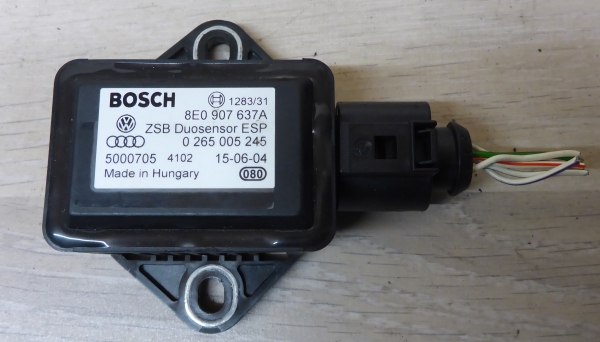 BOSCH 1283/31
8E0 907 637A
ZSB Duosensor ESP
0 265 005 245
5000705 4102 15-06-04
Made in Hungary 080